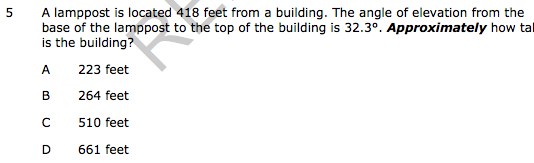 5 A lamppost is located 418 feet from a building. The angle of elevation from the
base of the lamppost to the top of the building is 32.3°. Approximately how tal
is the building?
A 223 feet
B 264 feet
C 510 feet
D 661 feet